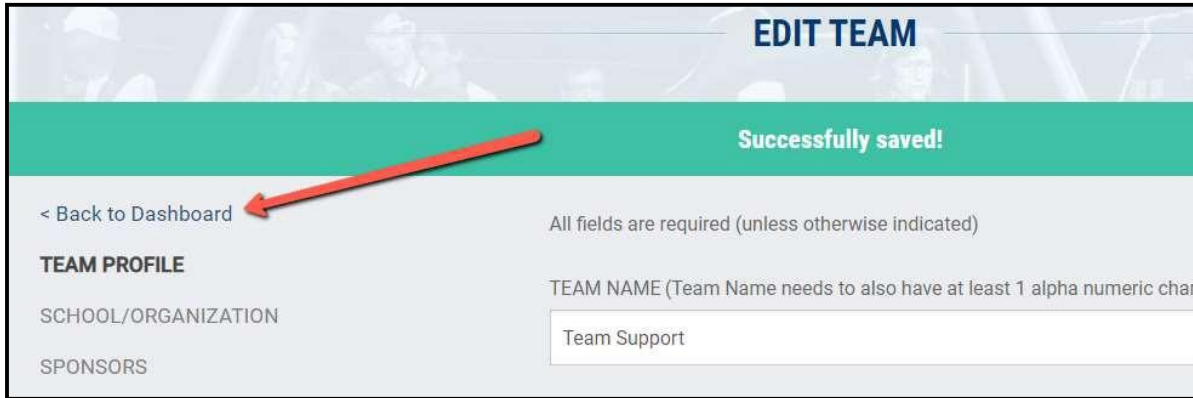 EDIT TEAM
Successfully saved!
< Back to Dashboard
TEAM PROFILE
SCHOOL/ORGANIZATION
SPONSORS
All fields are required (unless otherwise indicated)
TEAM NAME (Team Name needs to also have at least 1 alpha numeric
Team Support